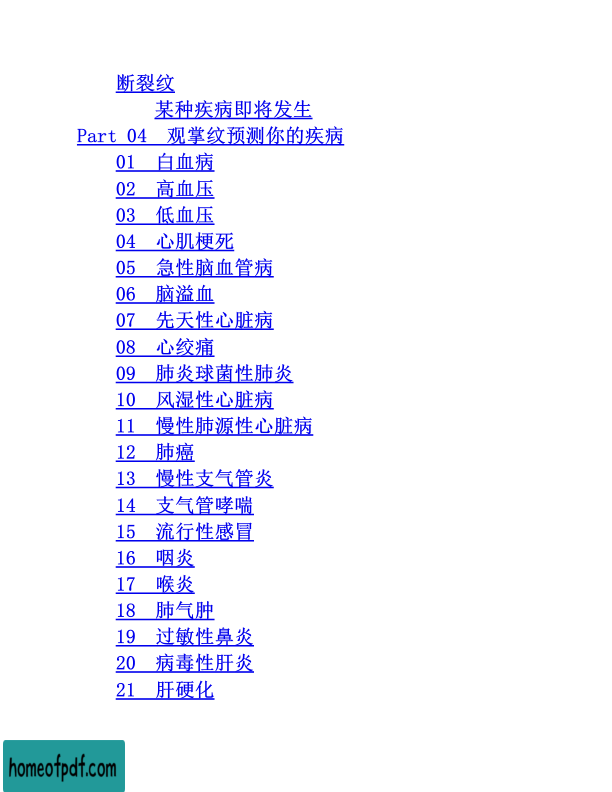 断裂纹
某种疾病即将发生
Part 04  观掌纹预测你的疾病
01  白血病
02  高血压
03  低血压
04  心肌梗死
05  急性脑血管病
06  脑溢血
07  先天性心脏病
08  心绞痛
09  肺炎球菌性肺炎
10  风湿性心脏病
11  慢性肺源性心脏病
12  肺癌
13  慢性支气管炎
14  支气管哮喘
15  流行性感冒
16  咽炎
17  喉炎
18  肺气肿
19  过敏性鼻炎
20  病毒性肝炎
21  肝硬化
homeofpdf.com